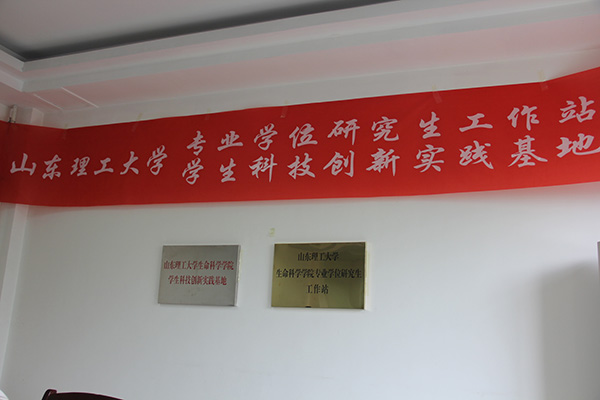 山东理工大学
专业学位研究生工作站
学生科技创新实践基地
山东理工大学生命科学学院
学生科技创新实践基地
山东理工大学
生命科学学院专业学位研究生
工作站